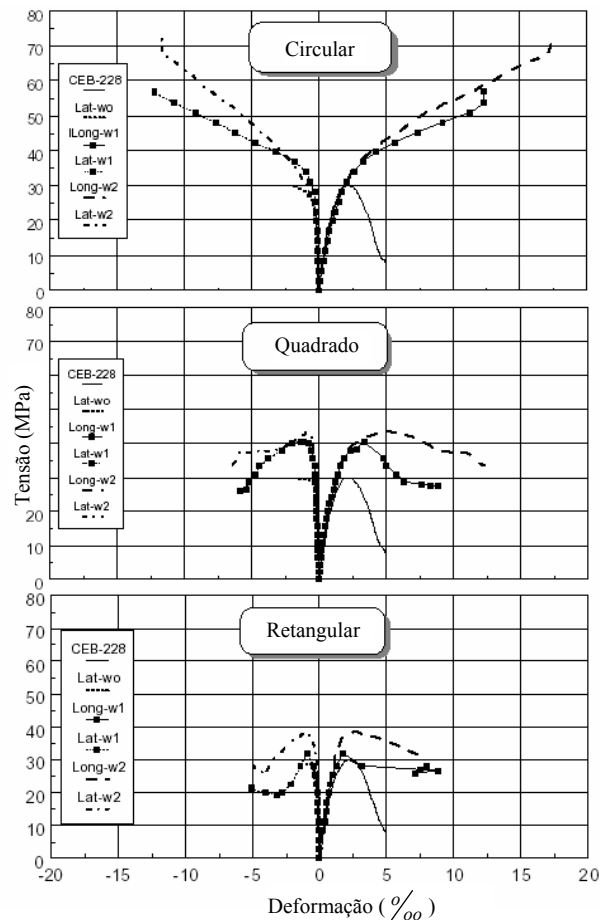 80
70
60
50
40
30
20
10
0
Circular
CEB-228
Lat-wo
lLong-w1
Lat-w1
Long-w2
Lat-w2
80
70
60
50
40
30
20
10
0
Quadrado
CEB-228
Lat-wo
Long-w1
Lat-w1
Long-w2
Lat-w2
Tensão (MPa)
80
70
60
50
40
30
20
10
0
Retangular
CEB-228
Lat-wo
Long-w1
Lat-w1
Long-w2
Lat-w2
-20 -15 -10 -5 0 5 10 15 20
Deformação ( ‰ )